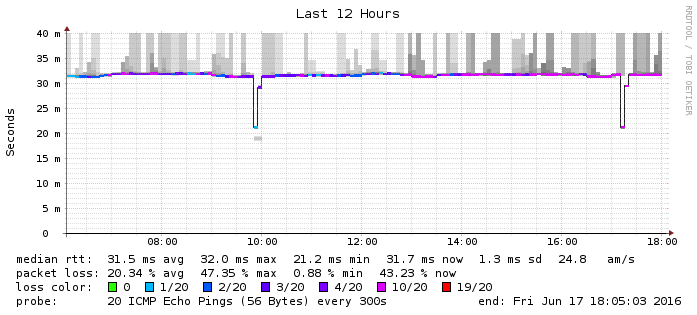 Last 12 Hours
RRDTOOL / TOBI OETIKER
Seconds
40 m
35 m
30 m
25 m
20 m
15 m
10 m
5 m
0
08:00 10:00 12:00 14:00 16:00 18:00
median rtt: 31.5 ms avg 32.0 ms max 21.2 ms min 31.7 ms now 1.3 ms sd 24.8 am/s
packet loss: 20.34 % avg 47.35 % max 0.88 % min 43.23 % now
loss color: 0 1/20 2/20 3/20 4/20 10/20 19/20
probe: 20 ICMP Echo Pings (56 Bytes) every 300s end: Fri Jun 17 18:05:03 2016